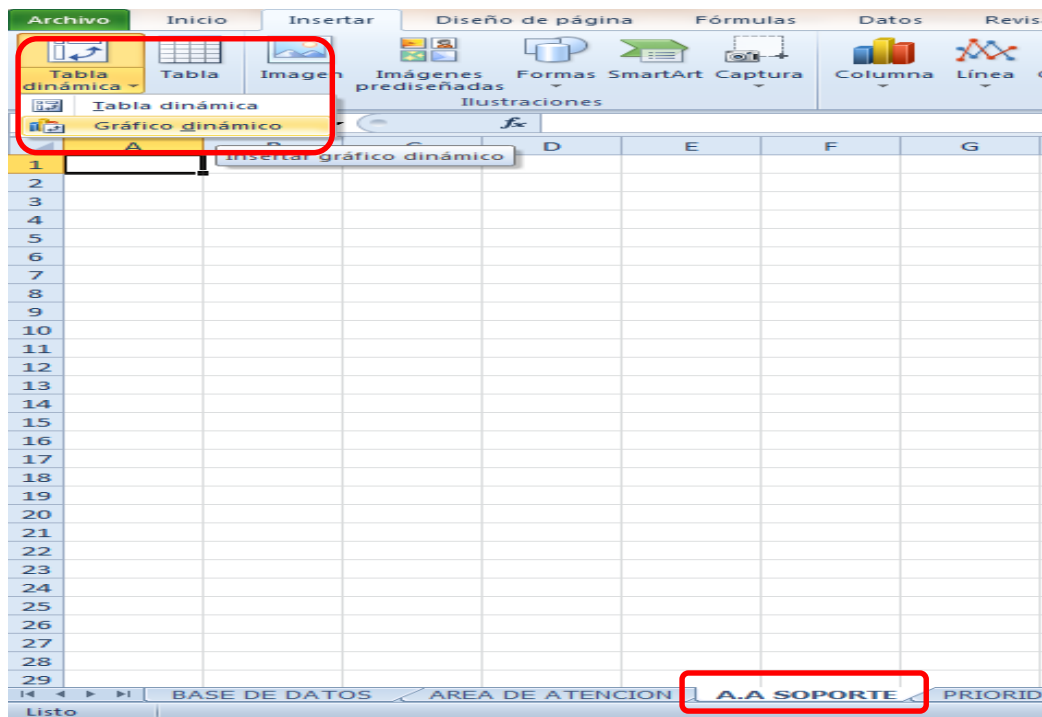 Archivo Inicio Insertar Diseño de página Fórmulas Datos Revis
Tabla dinámica Tabla Imagen Imágenes prediseñadas Formas SmartArt Captura Columna Línea
Ilustraciones
Tabla dinámica
Gráfico dinámico
fx
Insertar gráfico dinámico
A D E F G
1
2
3
4
5
6
7
8
9
10
11
12
13
14
15
16
17
18
19
20
21
22
23
24
25
26
27
28
29
BASE DE DATOS AREA DE ATENCION A.A SOPORTE PRIORID
Listo